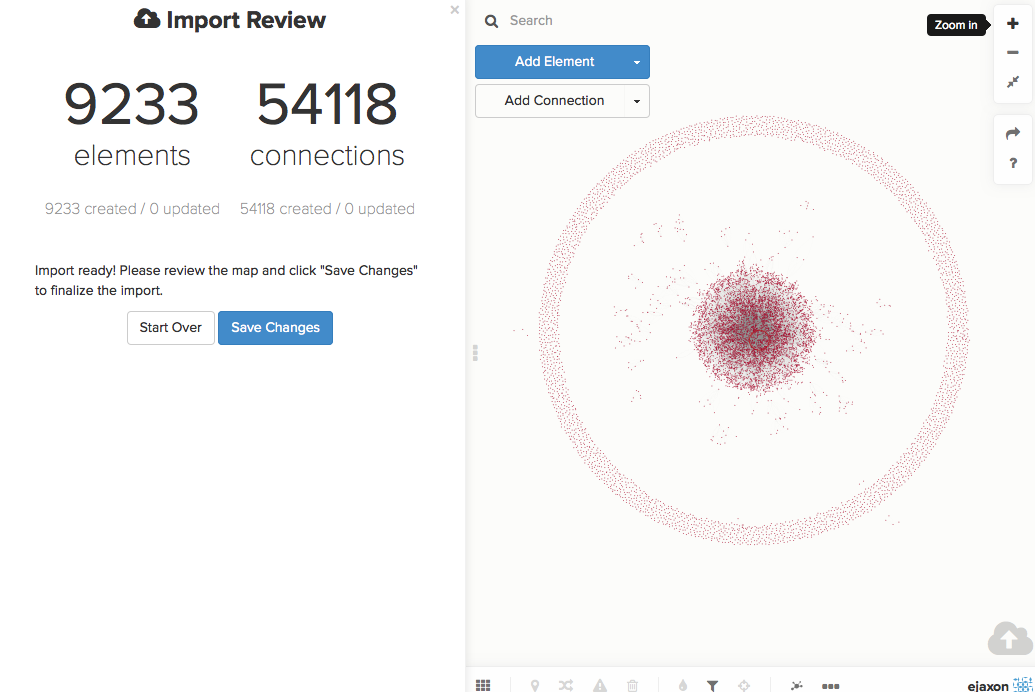 Import Review
×
9233
elements
54118
connections
9233 created / 0 updated
54118 created / 0 updated
Import ready! Please review the map and click "Save Changes"
to finalize the import.
Start Over
Save Changes
Search
Add Element
Add Connection
Zoom in
?
ejaxon